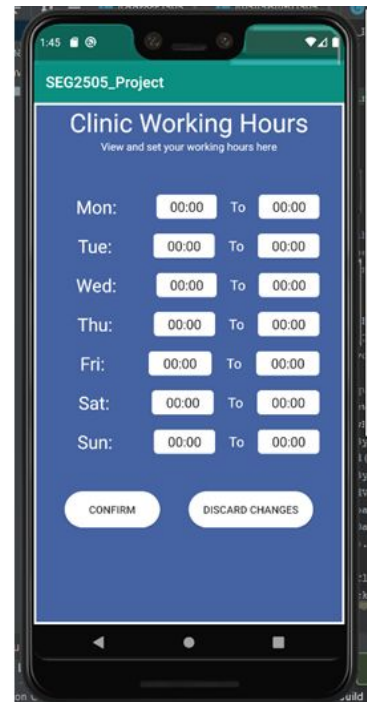 1:45
SEG2505_Project
Clinic Working Hours
View and set your working hours here
Mon: 00:00 To 00:00
Tue: 00:00 To 00:00
Wed: 00:00 To 00:00
Thu: 00:00 To 00:00
Fri: 00:00 To 00:00
Sat: 00:00 To 00:00
Sun: 00:00 To 00:00
CONFIRM DISCARD CHANGES